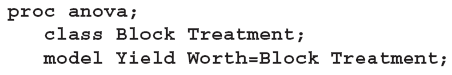 proc anova;
   class Block Treatment;
   model Yield Worth=Block Treatment;